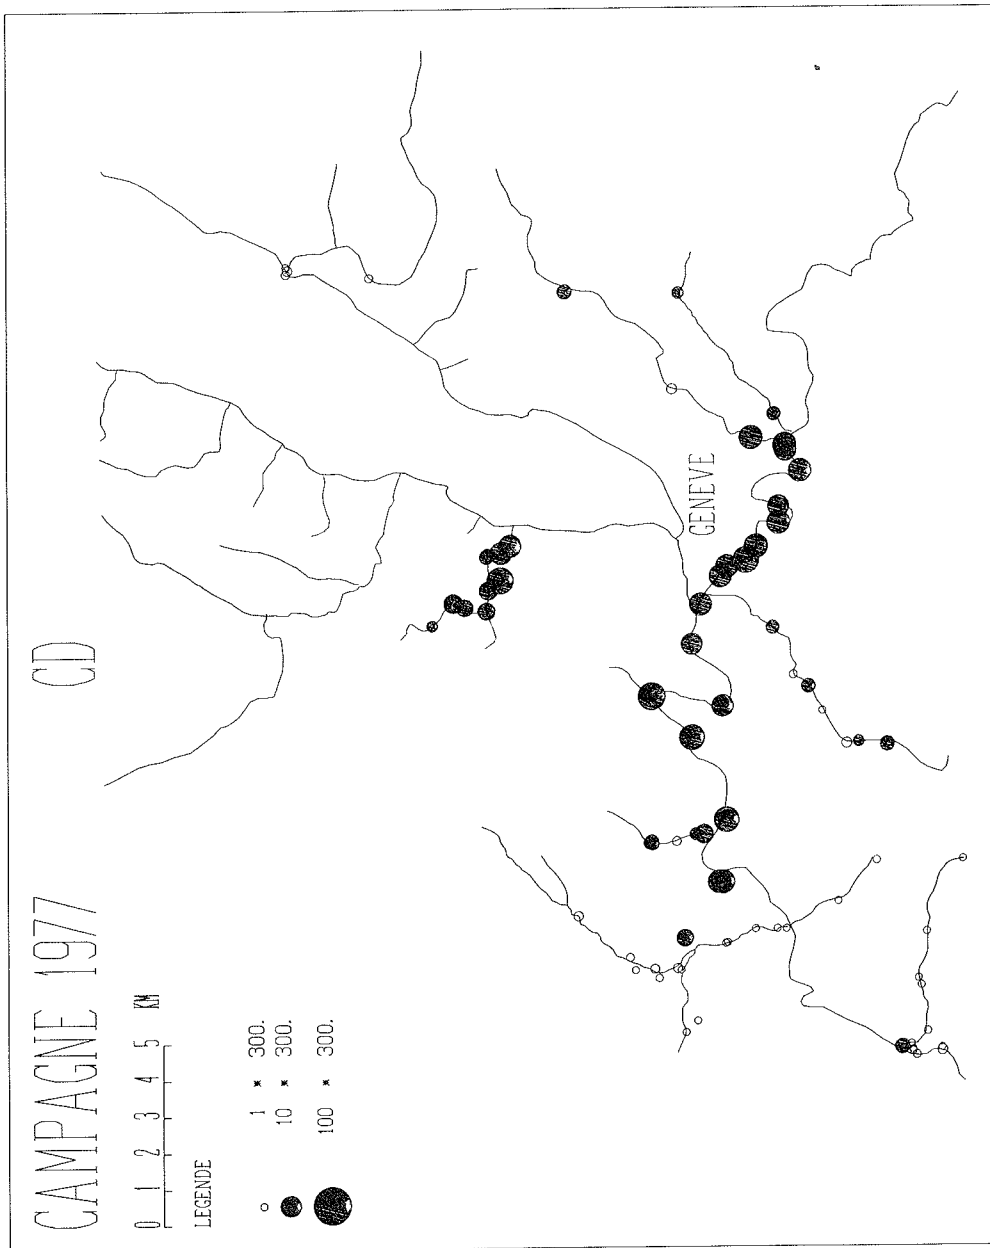 CAMPAGNE 1977 CD
0 1 2 3 4 5 KM
LEGENDE
1 * 300.
10 * 300.
100 * 300.
GENEVE